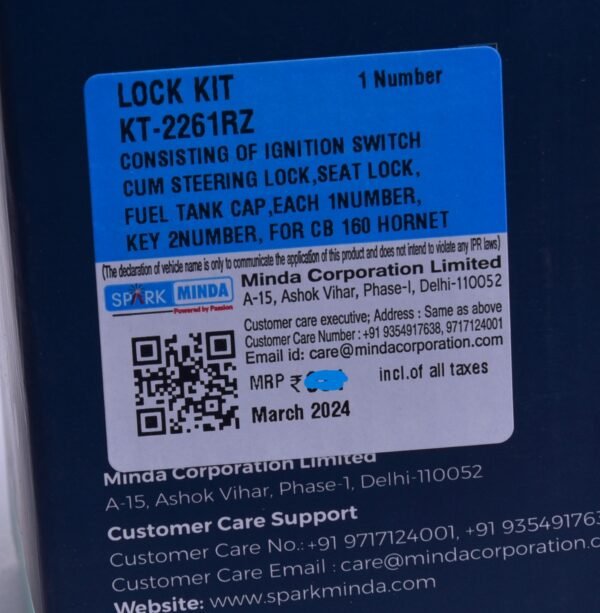 LOCK KIT 1 Number
KT-2261RZ
CONSISTING OF IGNITION SWITCH
CUM STEERING LOCK,SEAT LOCK,
FUEL TANK CAP,EACH 1NUMBER,
KEY 2NUMBER, FOR CB 160 HORNET
(The declaration of vehicle name is only to communicate the application of this product and does not intend to violate any IPR laws)
SPARK MINDA
Powered by Passion
Minda Corporation Limited
A-15, Ashok Vihar, Phase-I, Delhi-110052
Customer care executive; Address : Same as above
Customer Care Number : +91 9354917638, 9717124001
Email id: care@mindacorporation.com
MRP ₹ incl.of all taxes
March 2024
Minda Corporation Limited
A-15, Ashok Vihar, Phase-1, Delhi-110052
Customer Care Support
Customer Care No.:+91 9717124001, +91 93549176
Customer Care Email : care@mindacorporation.c
Website: www.sparkminda.com